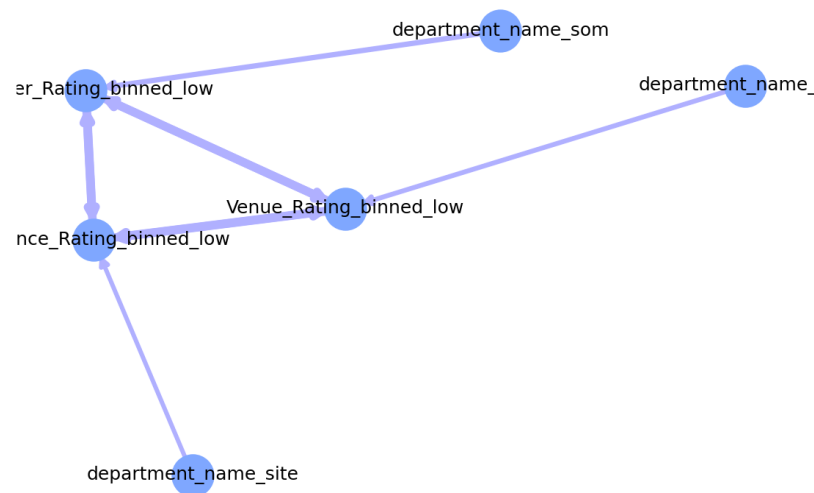 department_name_som
department_name_
er_Rating_binned_low
Venue_Rating_binned_low
nce_Rating_binned_low
department_name_site